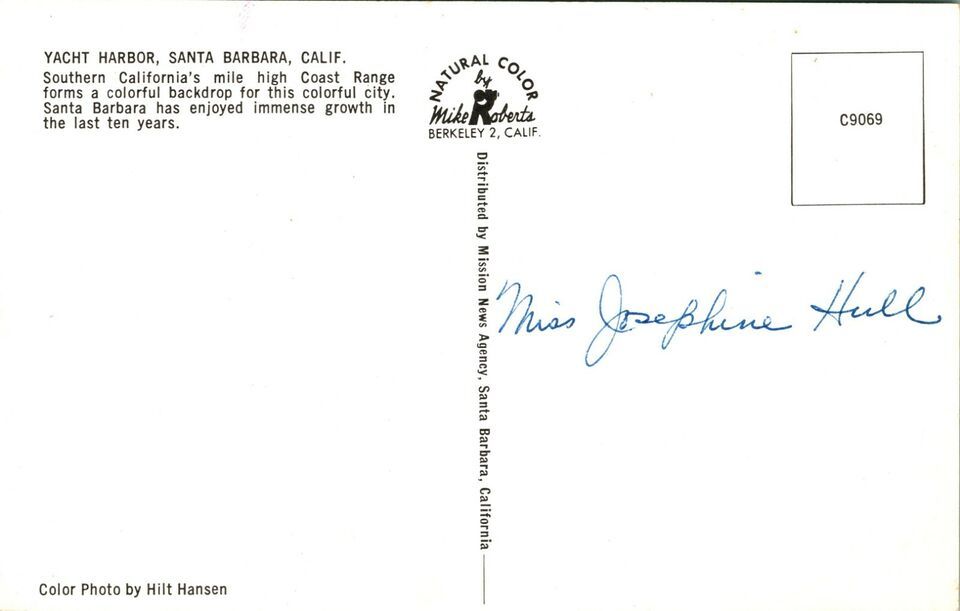 YACHT HARBOR, SANTA BARBARA, CALIF.
Southern California's mile high Coast Range
forms a colorful backdrop for this colorful city.
Santa Barbara has enjoyed immense growth in
the last ten years.
NATURAL COLOR
by
Mike Roberts
BERKELEY 2, CALIF.
C9069
Distributed by Mission News Agency, Santa Barbara, California
Miss Josephine Hull
Color Photo by Hilt Hansen